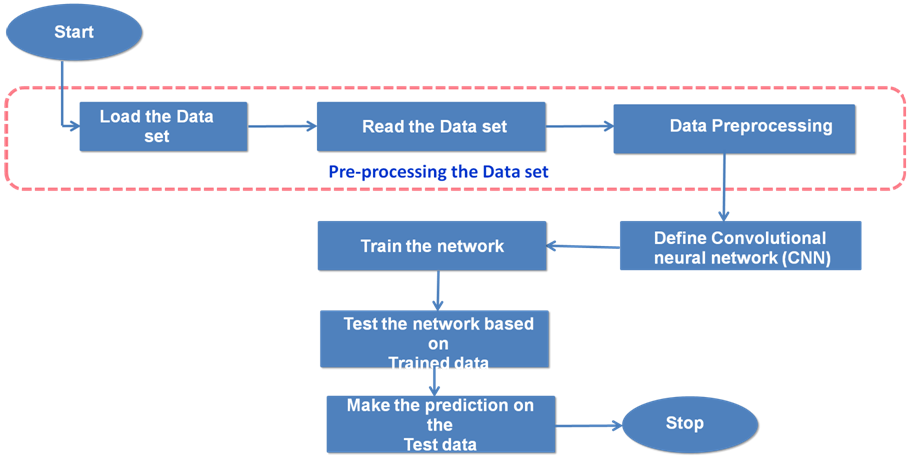 Start
Load the Data
set
Read the Data set
Data Preprocessing
Pre-processing the Data set
Define Convolutional
neural network (CNN)
Train the network
Test the network based
on
Trained data
Make the prediction on
the
Test data
Stop